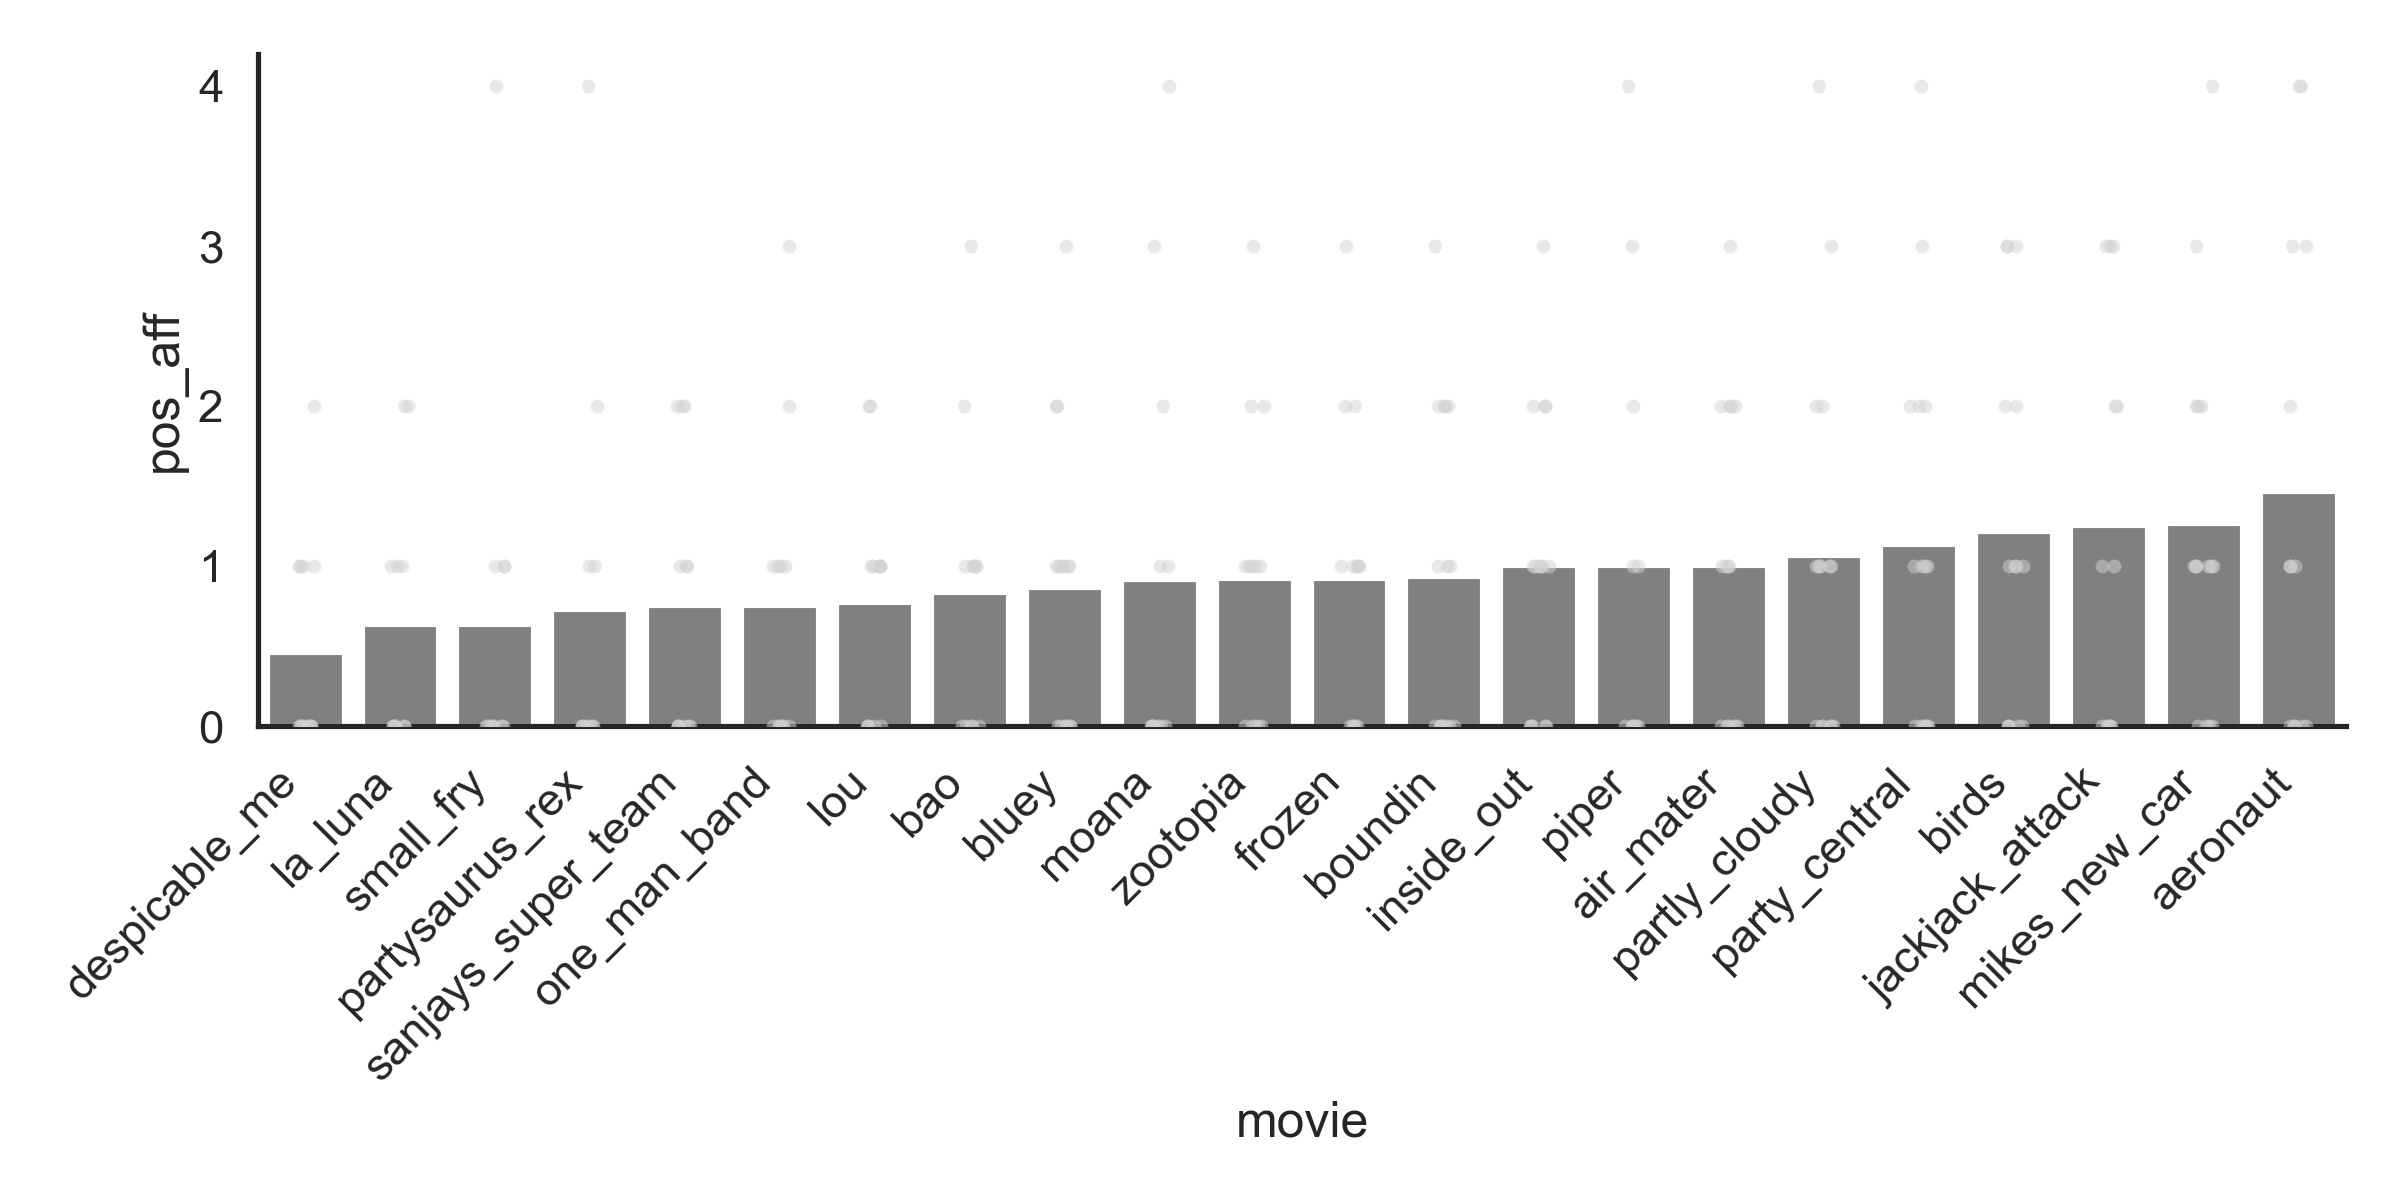 4
3
2
1
0
pos_aff
despicable_me
la_luna
small_fry
partysaurus_rex
sanjays_super_team
one_man_band
lou
bao
bluey
moana
zootopia
frozen
boundin
inside_out
piper
air_mater
partly_cloudy
party_central
birds
jackjack_attack
mikes_new_car
aeronaut
movie